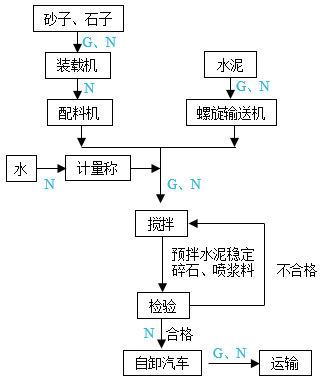 砂子、石子
G、N
装载机
水泥
N
G、N
配料机
螺旋输送机
水
计量称
N
G、N
搅拌
预拌水泥稳定
碎石、喷浆料
不合格
检验
N
合格
自卸汽车
G、N
运输